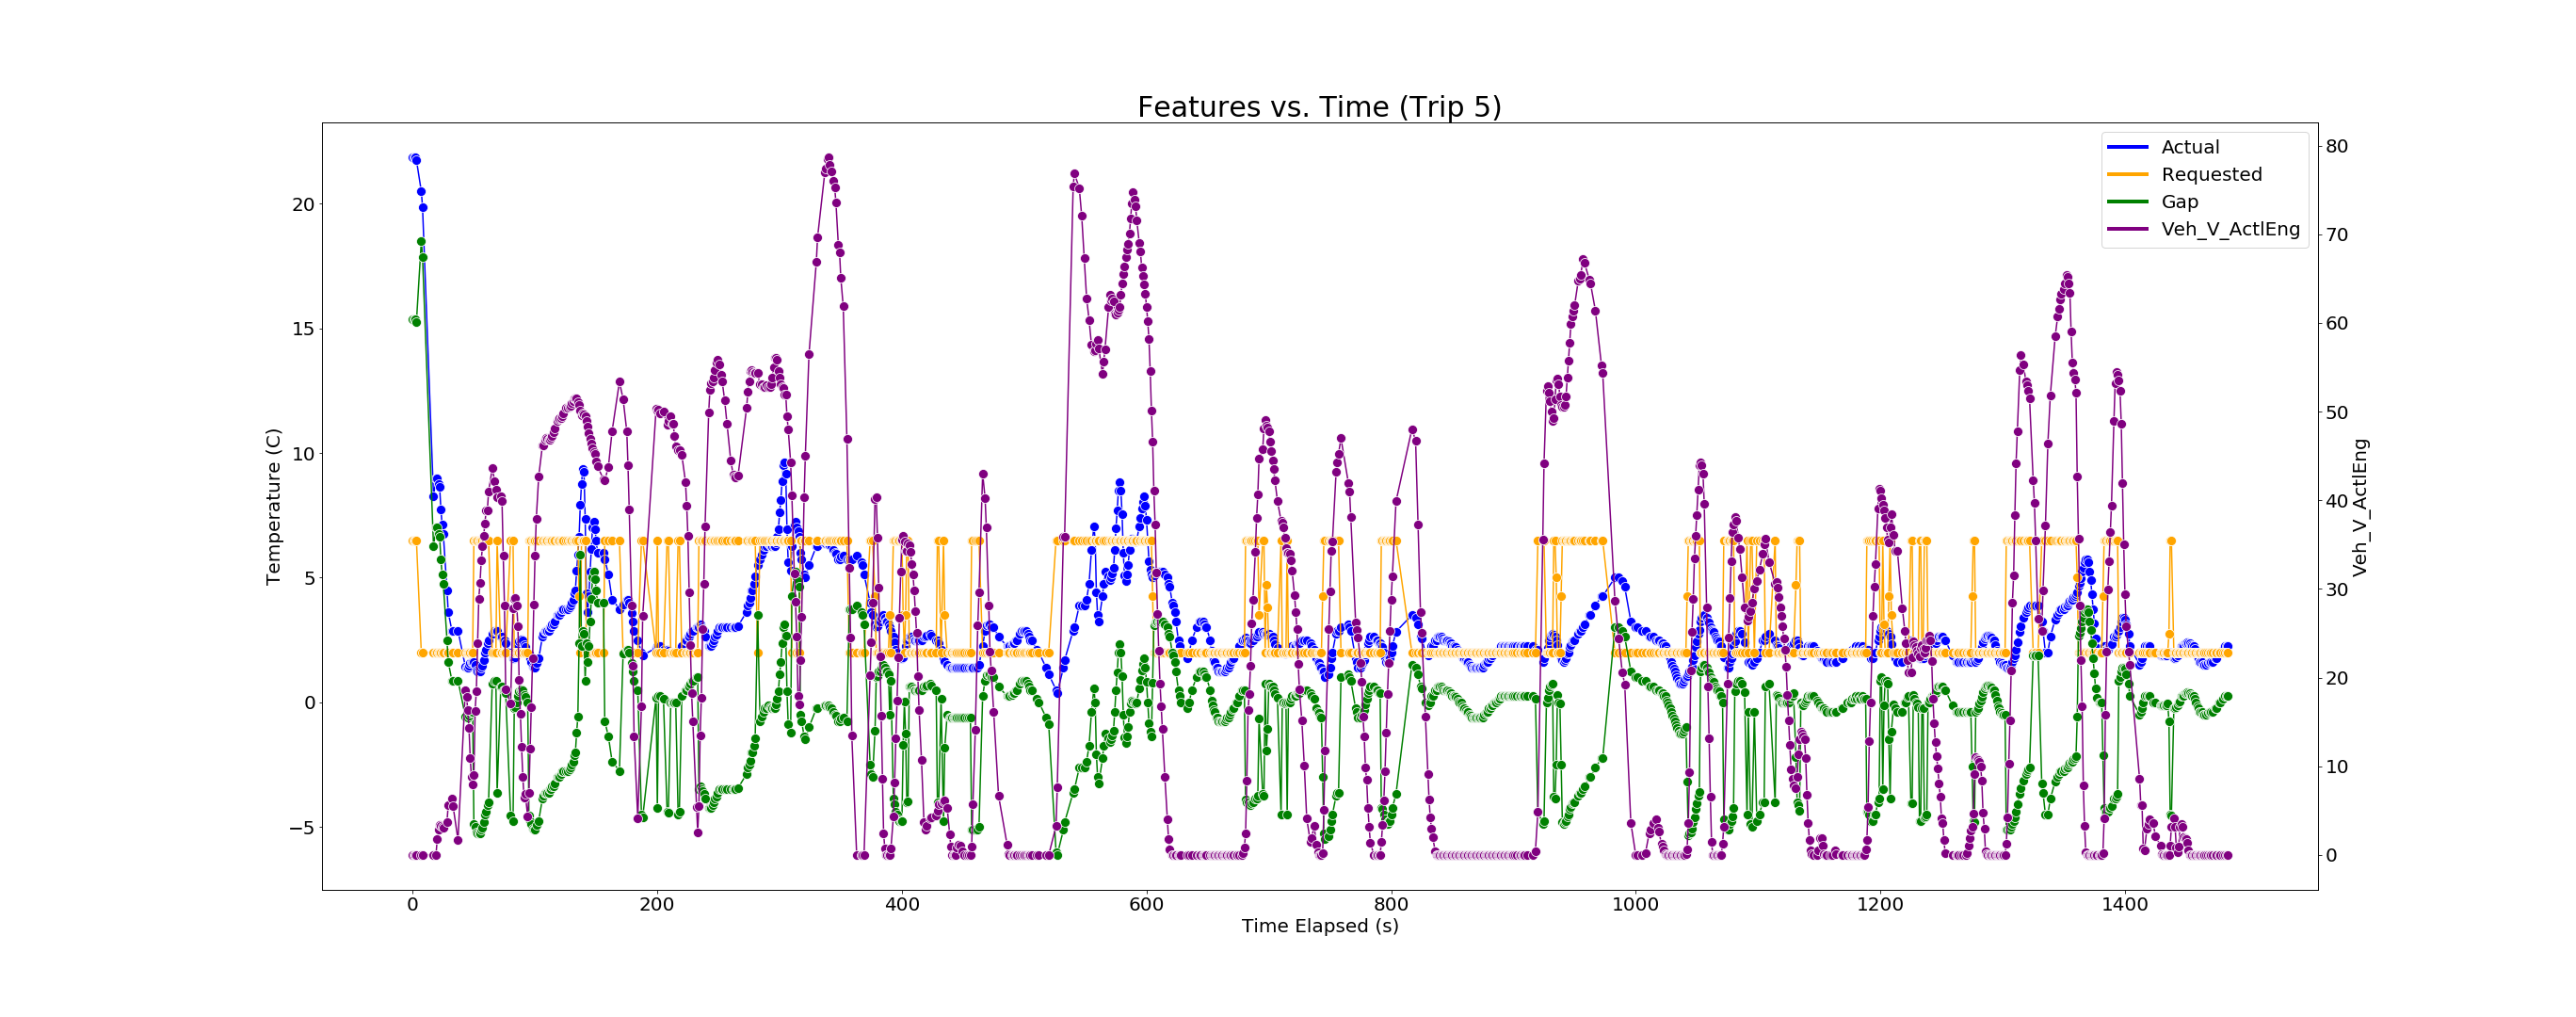 Features vs. Time (Trip 5)
Temperature (C)
20
15
10
5
0
−5
Actual
Requested
Gap
Veh_V_ActlEng
80
70
60
50
40
30
20
10
0
Veh_V_ActlEng
0
200
400
600
800
1000
1200
1400
Time Elapsed (s)